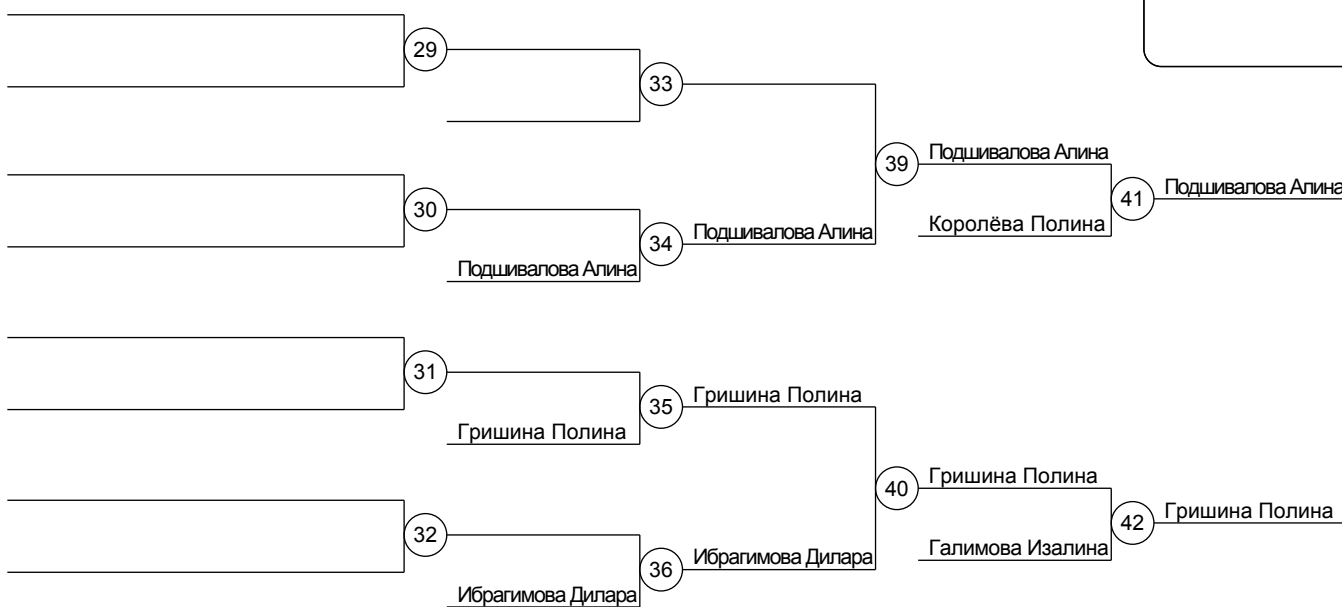 29
33
Подшивалова Алина
39
Подшивалова Алина
41
Королёва Полина
30
Подшивалова Алина
34
Подшивалова Алина
31
Гришина Полина
35
Гришина Полина
Гришина Полина
40
Гришина Полина
42
Галимова Изалина
32
Ибрагимова Дилара
36
Ибрагимова Дилара